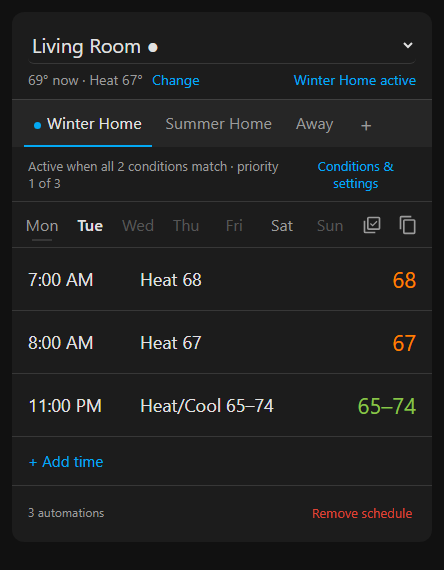 Living Room ●
69° now · Heat 67° Change Winter Home active
Winter Home Summer Home Away +
Active when all 2 conditions match · priority
1 of 3
Conditions &
settings
Mon Tue Wed Thu Fri Sat Sun
7:00 AM Heat 68 68
8:00 AM Heat 67 67
11:00 PM Heat/Cool 65–74 65–74
+ Add time
3 automations Remove schedule